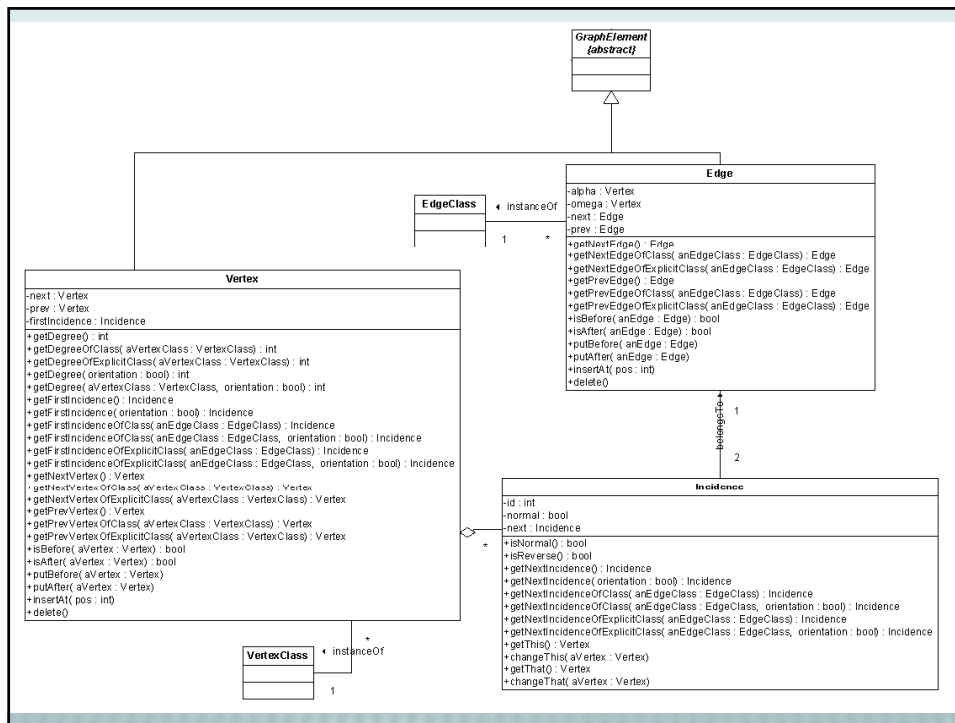 GraphElement
{abstract}
Edge
-alpha : Vertex
-omega : Vertex
-next : Edge
-prev : Edge
+getNextEdge() : Edge
+getNextEdgeOfClass( anEdgeClass : EdgeClass) : Edge
+getNextEdgeOfExplicitClass( anEdgeClass : EdgeClass) : Edge
+getPrevEdge() : Edge
+getPrevEdgeOfClass( anEdgeClass : EdgeClass) : Edge
+getPrevEdgeOfExplicitClass( anEdgeClass : EdgeClass) : Edge
+isBefore( anEdge : Edge) : bool
+isAfter( anEdge : Edge) : bool
+putBefore( anEdge : Edge)
+putAfter( anEdge : Edge)
+insertAt( pos : int)
+delete()
EdgeClass
instanceOf
1
*
Vertex
-next : Vertex
-prev : Vertex
-firstIncidence : Incidence
+getDegree() : int
+getDegreeOfClass( aVertexClass : VertexClass) : int
+getDegreeOfExplicitClass( aVertexClass : VertexClass) : int
+getDegree( orientation : bool) : int
+getDegree( aVertexClass : VertexClass, orientation : bool) : int
+getFirstIncidence() : Incidence
+getFirstIncidence( orientation : bool) : Incidence
+getFirstIncidenceOfClass( anEdgeClass : EdgeClass) : Incidence
+getFirstIncidenceOfClass( anEdgeClass : EdgeClass, orientation : bool) : Incidence
+getFirstIncidenceOfExplicitClass( anEdgeClass : EdgeClass) : Incidence
+getFirstIncidenceOfExplicitClass( anEdgeClass : EdgeClass, orientation : bool) : Incidence
+getNextVertex() : Vertex
+getNextVertexOfClass( aVertexClass : VertexClass) : Vertex
+getNextVertexOfExplicitClass( aVertexClass : VertexClass) : Vertex
+getPrevVertex() : Vertex
+getPrevVertexOfClass( aVertexClass : VertexClass) : Vertex
+getPrevVertexOfExplicitClass( aVertexClass : VertexClass) : Vertex
+isBefore( aVertex : Vertex) : bool
+isAfter( aVertex : Vertex) : bool
+putBefore( aVertex : Vertex)
+putAfter( aVertex : Vertex)
+insertAt( pos : int)
+delete()
belongsTo
1
2
Incidence
-id : int
-normal : bool
-next : Incidence
+isNormal() : bool
+isReverse() : bool
+getNextIncidence() : Incidence
+getNextIncidence( orientation : bool) : Incidence
+getNextIncidenceOfClass( anEdgeClass : EdgeClass) : Incidence
+getNextIncidenceOfClass( anEdgeClass : EdgeClass, orientation : bool) : Incidence
+getNextIncidenceOfExplicitClass( anEdgeClass : EdgeClass) : Incidence
+getNextIncidenceOfExplicitClass( anEdgeClass : EdgeClass, orientation : bool) : Incidence
+getThis() : Vertex
+changeThis( aVertex : Vertex)
+getThat() : Vertex
+changeThat( aVertex : Vertex)
*
VertexClass
*
instanceOf
1